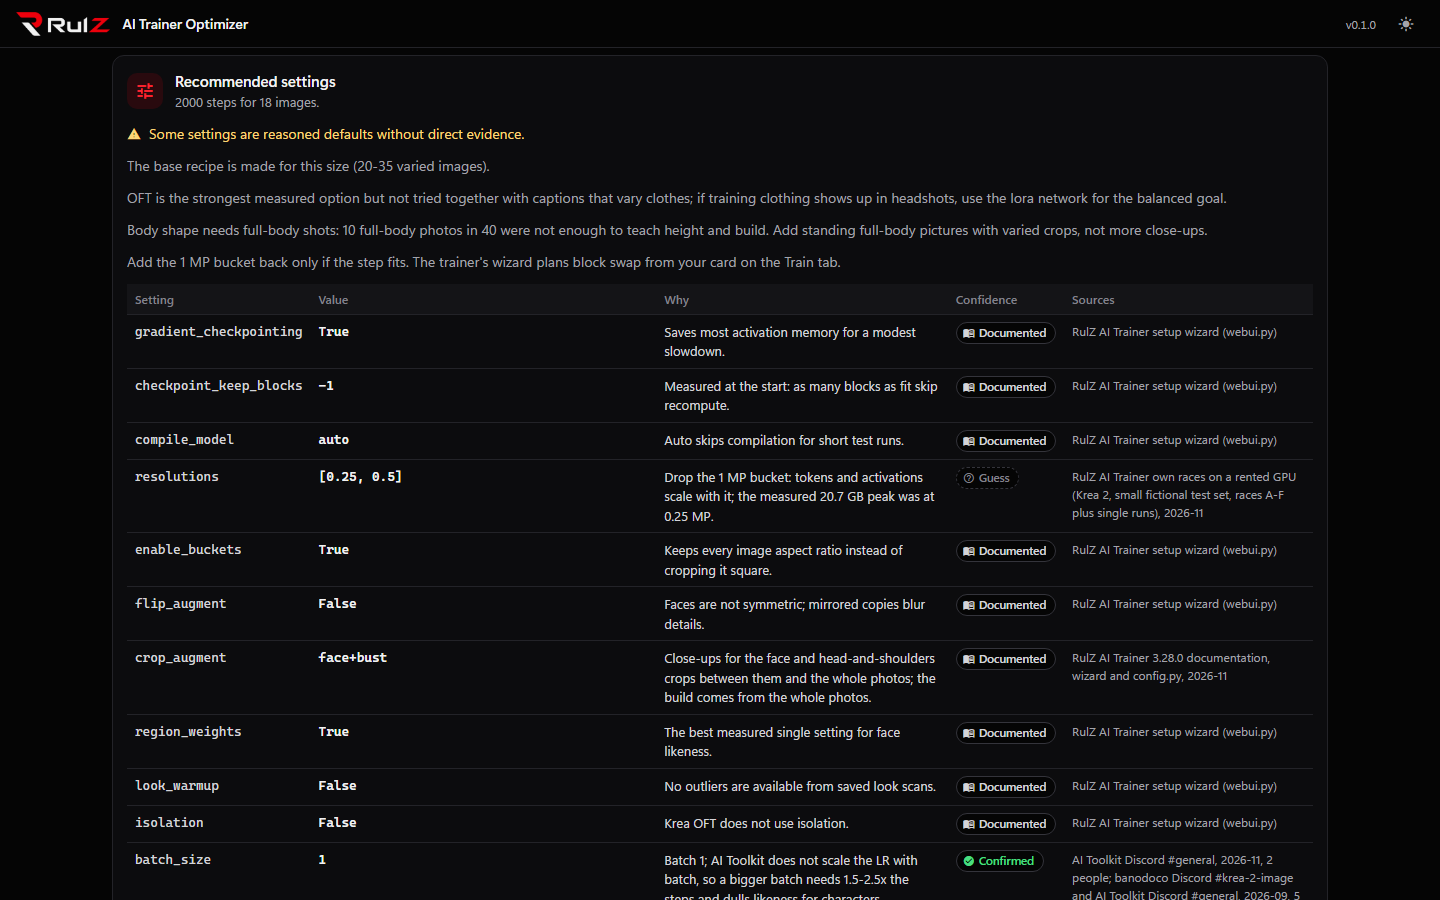 RulZ AI Trainer Optimizer v0.1.0
Recommended settings
2000 steps for 18 images.
Some settings are reasoned defaults without direct evidence.
The base recipe is made for this size (20-35 varied images).
OFT is the strongest measured option but not tried together with captions that vary clothes; if training clothing shows up in headshots, use the lora network for the balanced goal.
Body shape needs full-body shots: 10 full-body photos in 40 were not enough to teach height and build. Add standing full-body pictures with varied crops, not more close-ups.
Add the 1 MP bucket back only if the step fits. The trainer's wizard plans block swap from your card on the Train tab.
Setting Value Why Confidence Sources
gradient_checkpointing True Saves most activation memory for a modest Documented RulZ AI Trainer setup wizard (webui.py)
slowdown.
checkpoint_keep_blocks -1 Measured at the start: as many blocks as fit skip Documented RulZ AI Trainer setup wizard (webui.py)
recompute.
compile_model auto Auto skips compilation for short test runs. Documented RulZ AI Trainer setup wizard (webui.py)
resolutions [0.25, 0.5] Drop the 1 MP bucket: tokens and activations Guess RulZ AI Trainer own races on a rented GPU
scale with it; the measured 20.7 GB peak was at (Krea 2, small fictional test set, races A-F
0.25 MP. plus single runs), 2026-11
enable_buckets True Keeps every image aspect ratio instead of Documented RulZ AI Trainer setup wizard (webui.py)
cropping it square.
flip_augment False Faces are not symmetric; mirrored copies blur Documented RulZ AI Trainer setup wizard (webui.py)
details.
crop_augment face+bust Close-ups for the face and head-and-shoulders Documented RulZ AI Trainer 3.28.0 documentation,
crops between them and the whole photos; the wizard and config.py, 2026-11
build comes from the whole photos.
region_weights True The best measured single setting for face Documented RulZ AI Trainer setup wizard (webui.py)
likeness.
look_warmup False No outliers are available from saved look scans. Documented RulZ AI Trainer setup wizard (webui.py)
isolation False Krea OFT does not use isolation. Documented RulZ AI Trainer setup wizard (webui.py)
batch_size 1 Batch 1; AI Toolkit does not scale the LR with Confirmed AI Toolkit Discord #general, 2026-11, 2
batch, so a bigger batch needs 1.5-2.5x the people; banodoco Discord #krea-2-image
steps and dulls likeness for characters and AI Toolkit Discord #general, 2026-09, 5